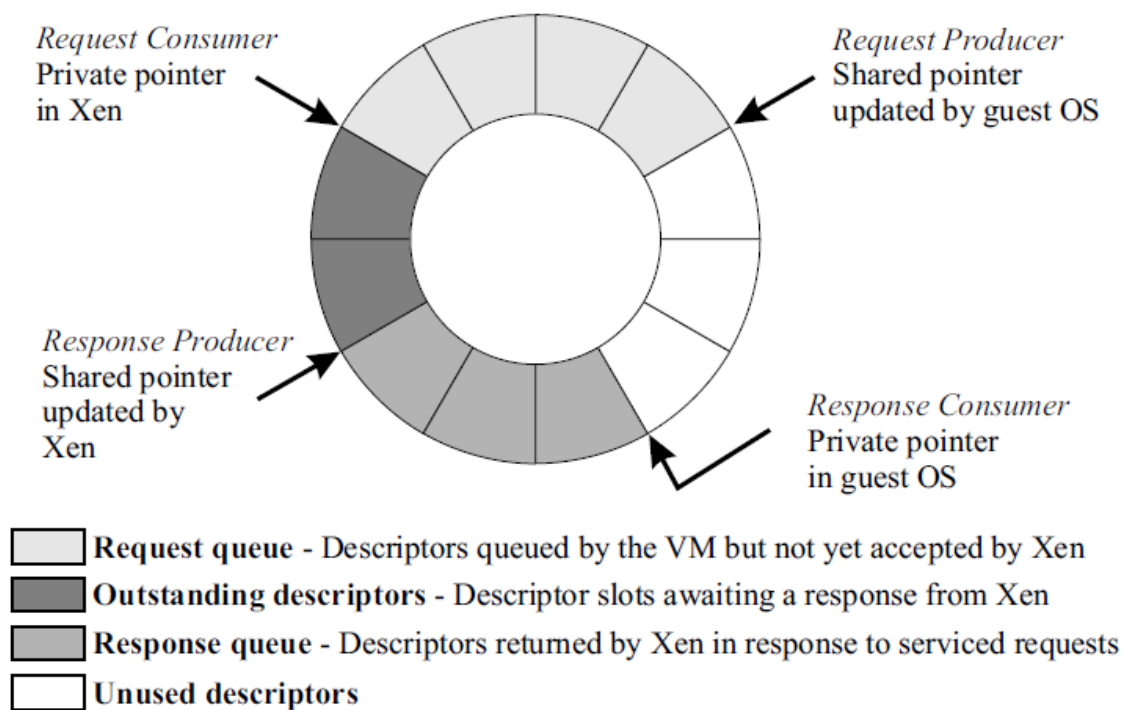 Request Consumer
Private pointer
in Xen
Request Producer
Shared pointer
updated by guest OS
Response Producer
Shared pointer
updated by
Xen
Response Consumer
Private pointer
in guest OS
Request queue - Descriptors queued by the VM but not yet accepted by Xen
Outstanding descriptors - Descriptor slots awaiting a response from Xen
Response queue - Descriptors returned by Xen in response to serviced requests
Unused descriptors